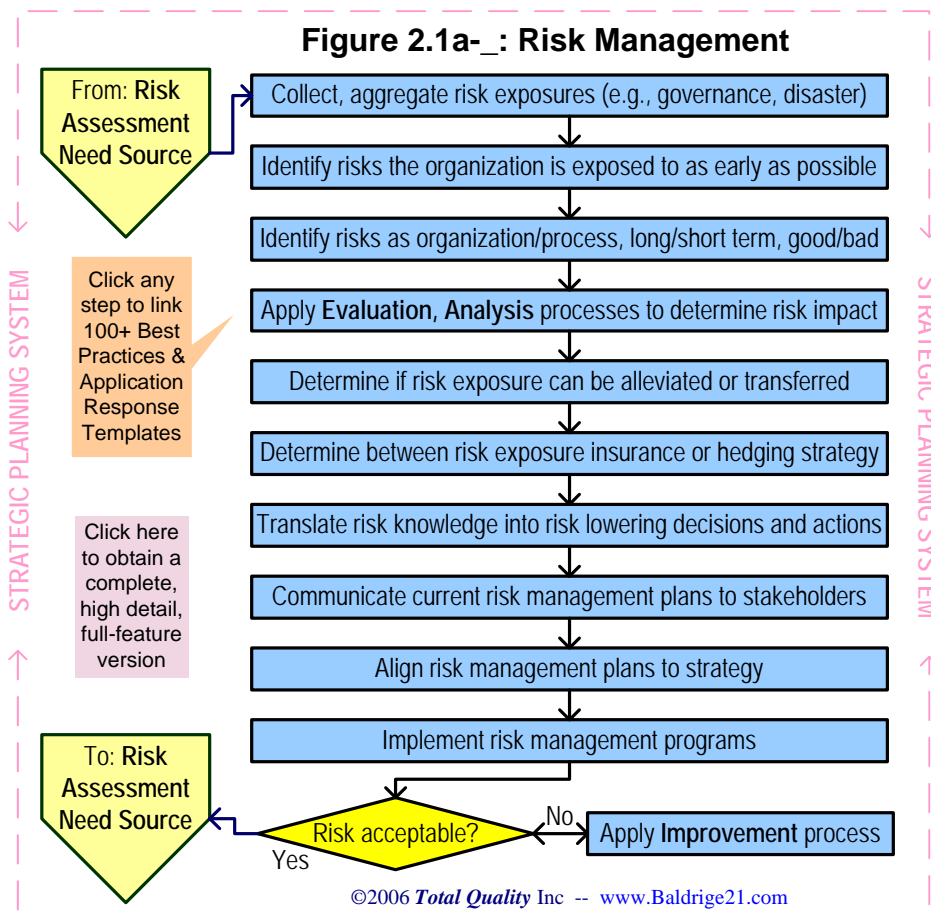 Figure 2.1a-_: Risk Management
From: Risk
Assessment
Need Source
Collect, aggregate risk exposures (e.g., governance, disaster)
Identify risks the organization is exposed to as early as possible
Identify risks as organization/process, long/short term, good/bad
Click any
step to link
100+ Best
Practices &
Application
Response
Templates
Apply Evaluation, Analysis processes to determine risk impact
Determine if risk exposure can be alleviated or transferred
Determine between risk exposure insurance or hedging strategy
Translate risk knowledge into risk lowering decisions and actions
Click here
to obtain a
complete,
high detail,
full-feature
version
Communicate current risk management plans to stakeholders
Align risk management plans to strategy
Implement risk management programs
To: Risk
Assessment
Need Source
Risk acceptable?
Yes
No
Apply Improvement process
STRATEGIC PLANNING SYSTEM
STRATEGIC PLANNING SYSTEM
©2006 Total Quality Inc -- www.Baldrige21.com